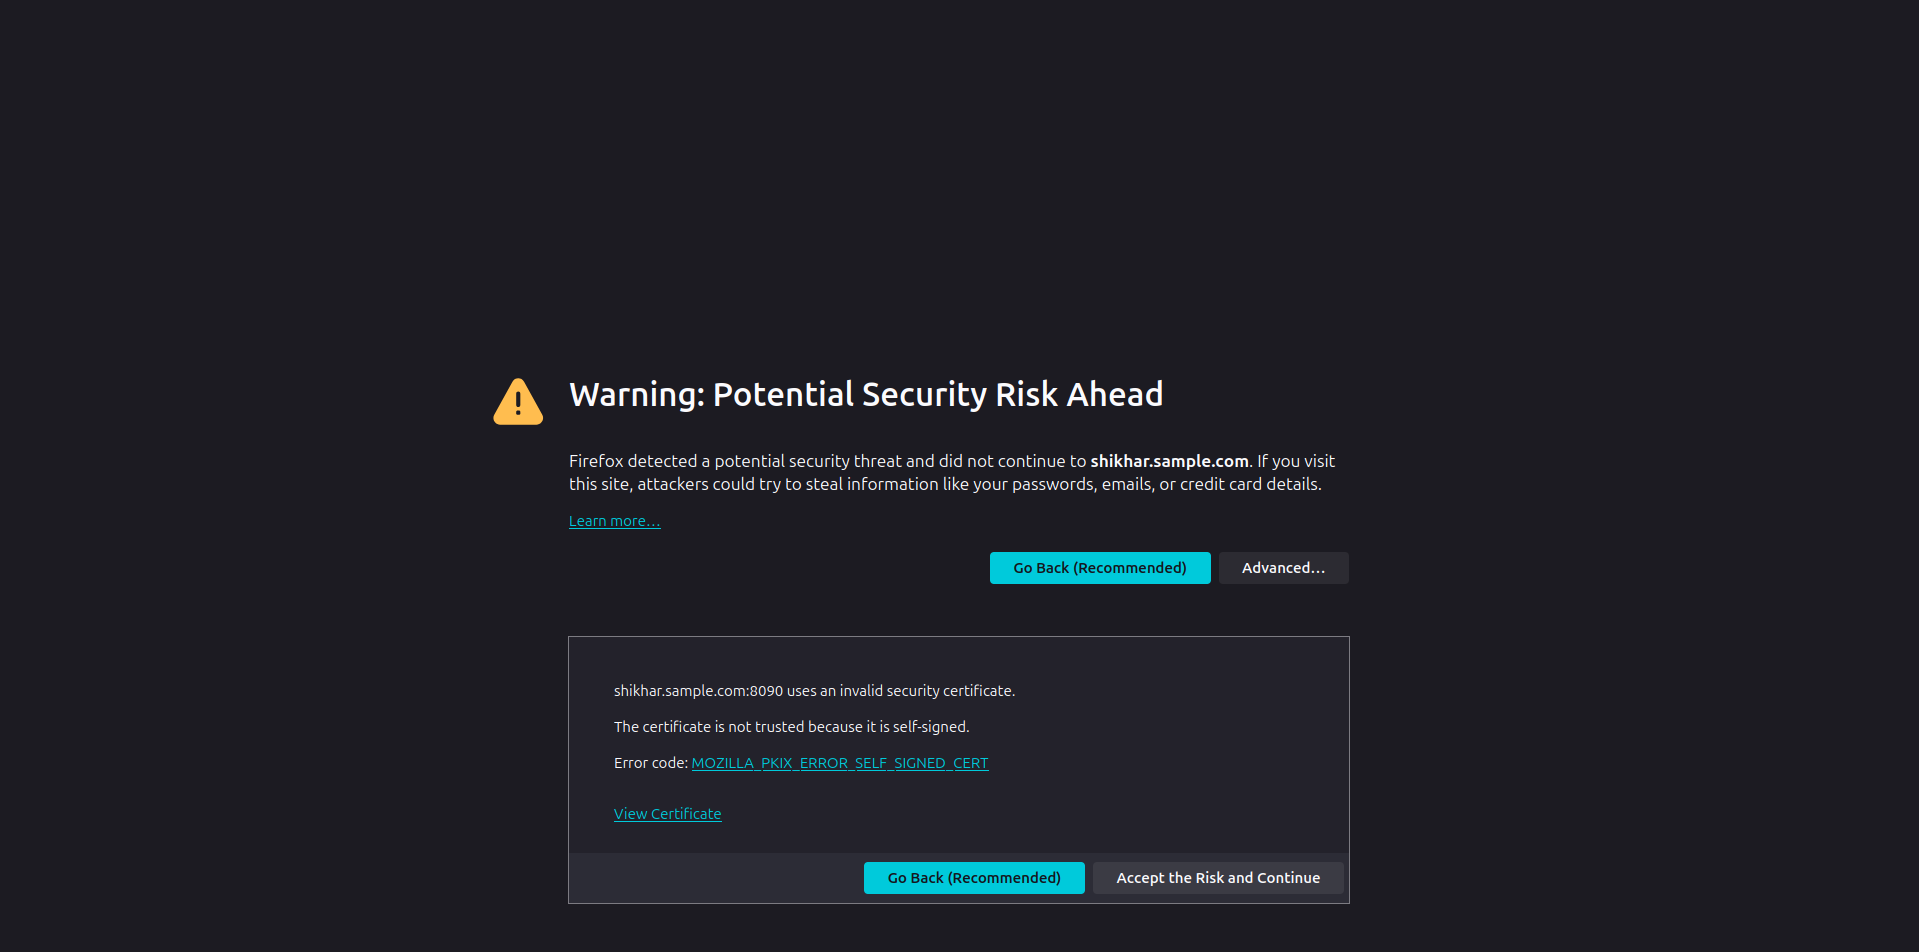 Warning: Potential Security Risk Ahead
Firefox detected a potential security threat and did not continue to shikhar.sample.com. If you visit
this site, attackers could try to steal information like your passwords, emails, or credit card details.
Learn more…
Go Back (Recommended)
Advanced…
shikhar.sample.com:8090 uses an invalid security certificate.
The certificate is not trusted because it is self-signed.
Error code: MOZILLA_PKIX_ERROR_SELF_SIGNED_CERT
View Certificate
Go Back (Recommended)
Accept the Risk and Continue